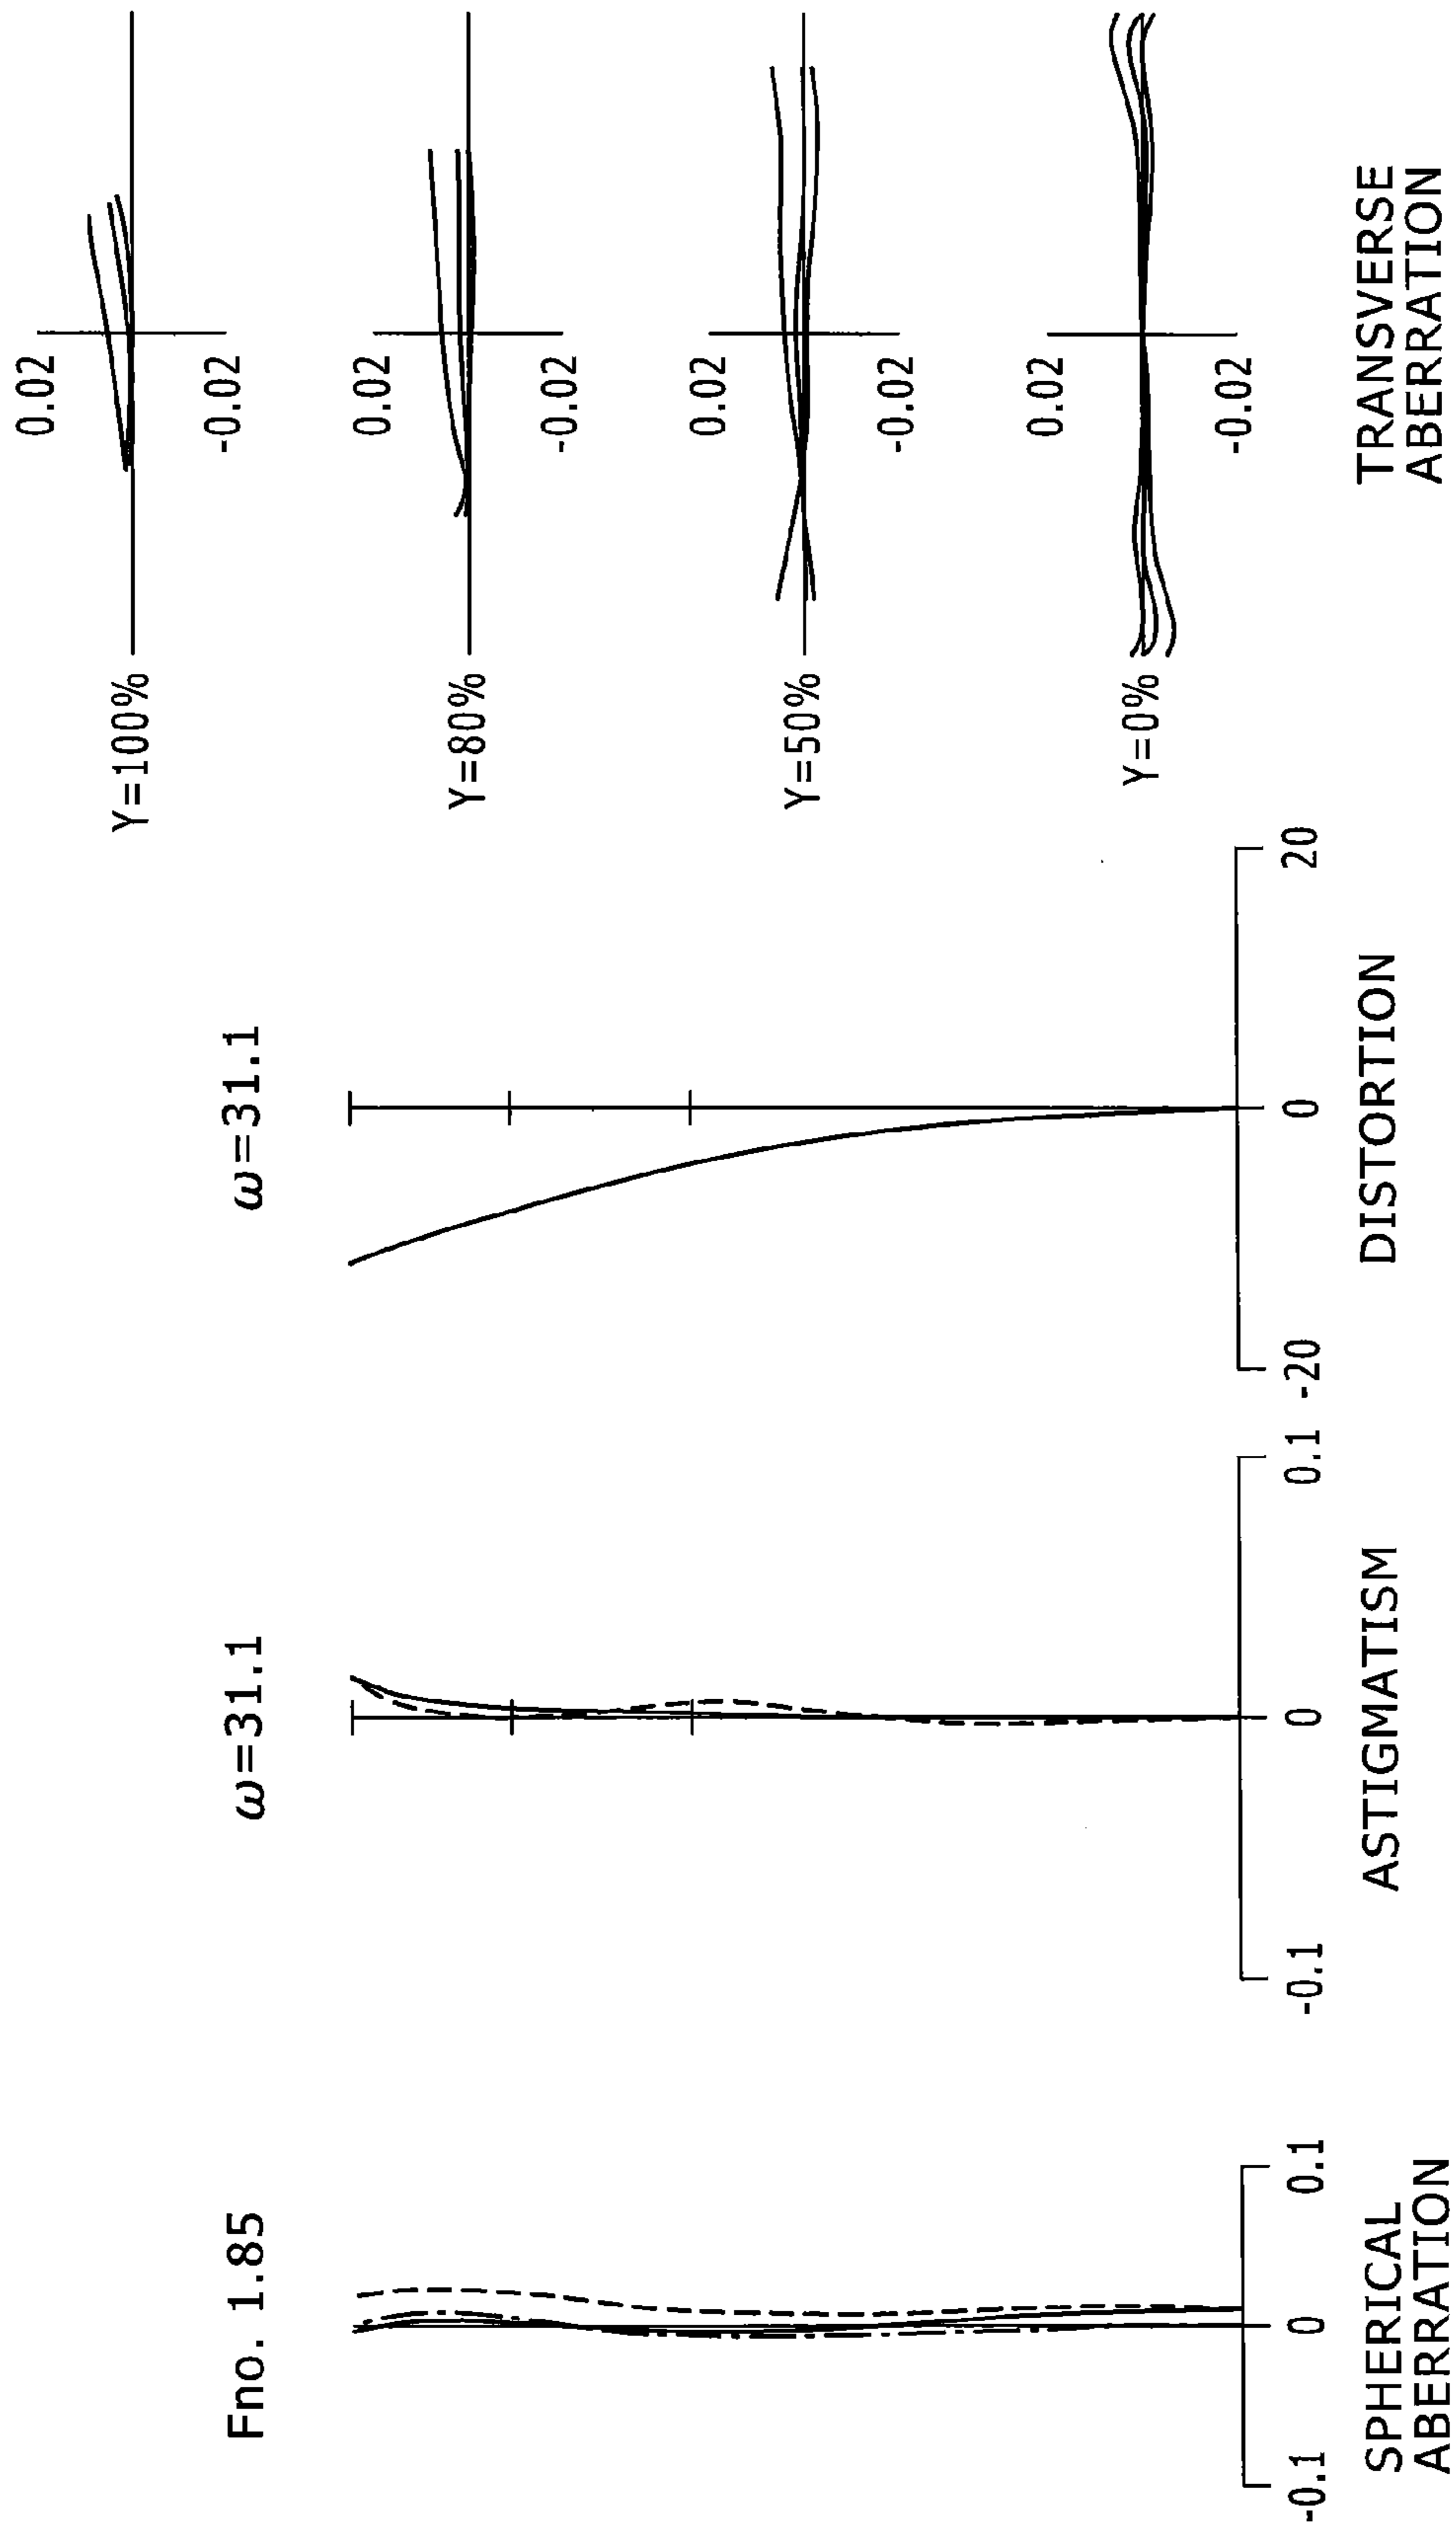 Fno. 1.85
-0.1
0
0.1
SPHERICAL
ABERRATION
ω=31.1
-0.1
0
0.1
ASTIGMATISM
ω=31.1
-20
0
20
DISTORTION
Y=100%
0.02
-0.02
Y=80%
0.02
-0.02
Y=50%
0.02
-0.02
Y=0%
0.02
-0.02
TRANSVERSE
ABERRATION